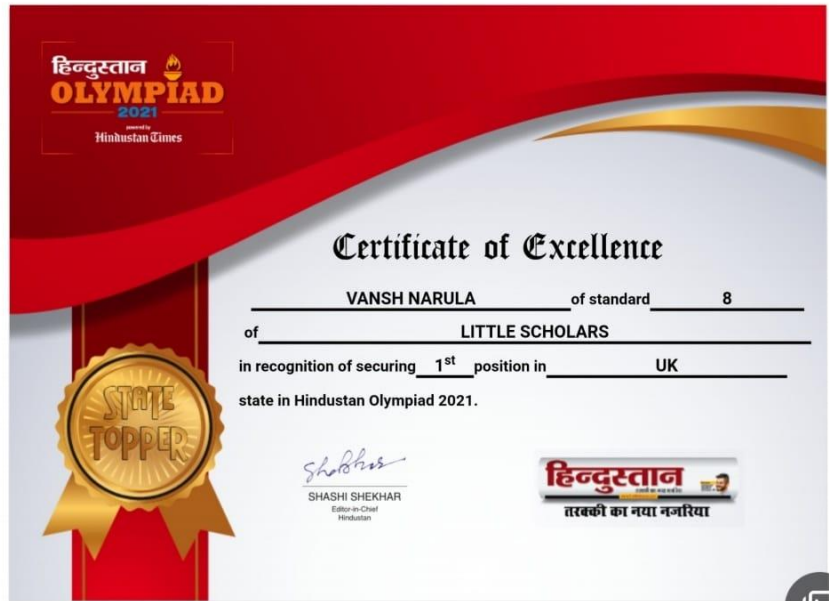 हिन्दुस्तान
OLYMPIAD
2021
powered by
Hindustan Times
Certificate of Excellence
VANSH NARULA of standard 8
of LITTLE SCHOLARS
in recognition of securing 1st position in UK
state in Hindustan Olympiad 2021.
STATE
TOPPER
SHASHI SHEKHAR
Editor-in-Chief
Hindustan
हिन्दुस्तान
तरक्की का नया नजरिया